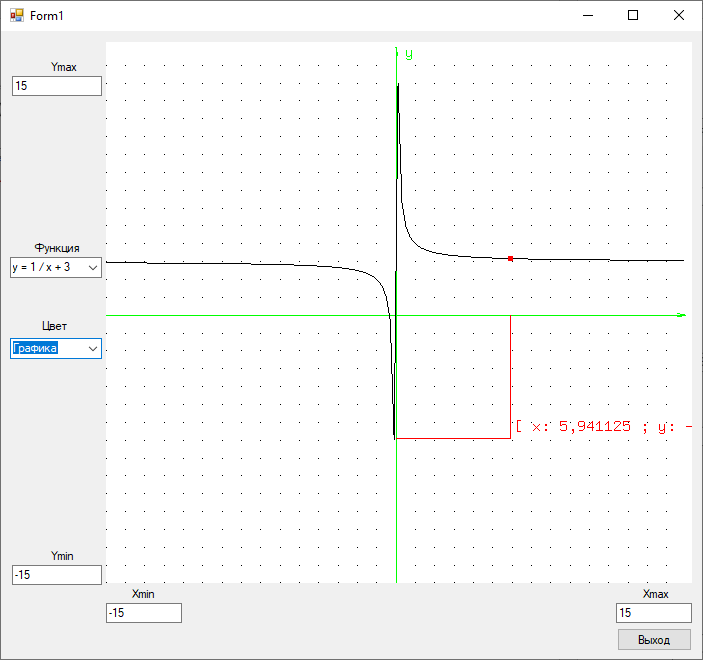 Form1
Ymax
15
y
Функция
y = 1 / x + 3
Цвет
Графика
[ x: 5,941125 ; y: -
Ymin
-15
Xmin
-15
Xmax
15
Выход